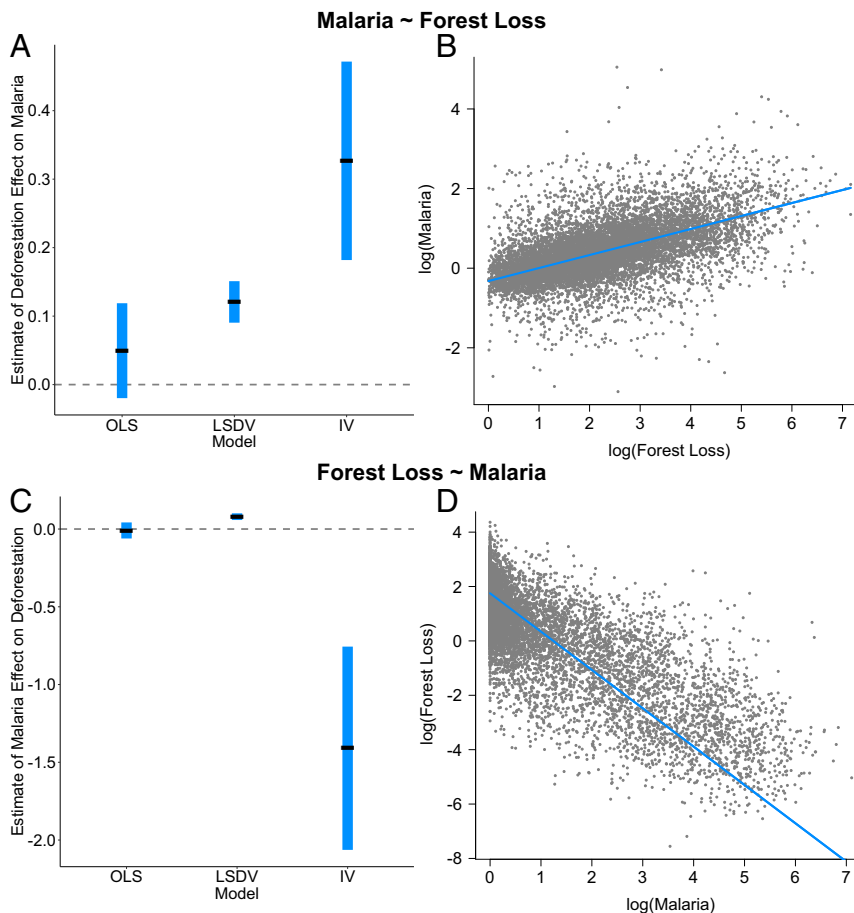 Malaria ~ Forest Loss
A
Estimate of Deforestation Effect on Malaria
0.4
0.3
0.2
0.1
0.0
OLS LSDV IV
Model
B
log(Malaria)
4
2
0
-2
0 1 2 3 4 5 6 7
log(Forest Loss)
Forest Loss ~ Malaria
C
Estimate of Malaria Effect on Deforestation
0.0
-0.5
-1.0
-1.5
-2.0
OLS LSDV IV
Model
D
log(Forest Loss)
4
2
0
-2
-4
-6
-8
0 1 2 3 4 5 6 7
log(Malaria)